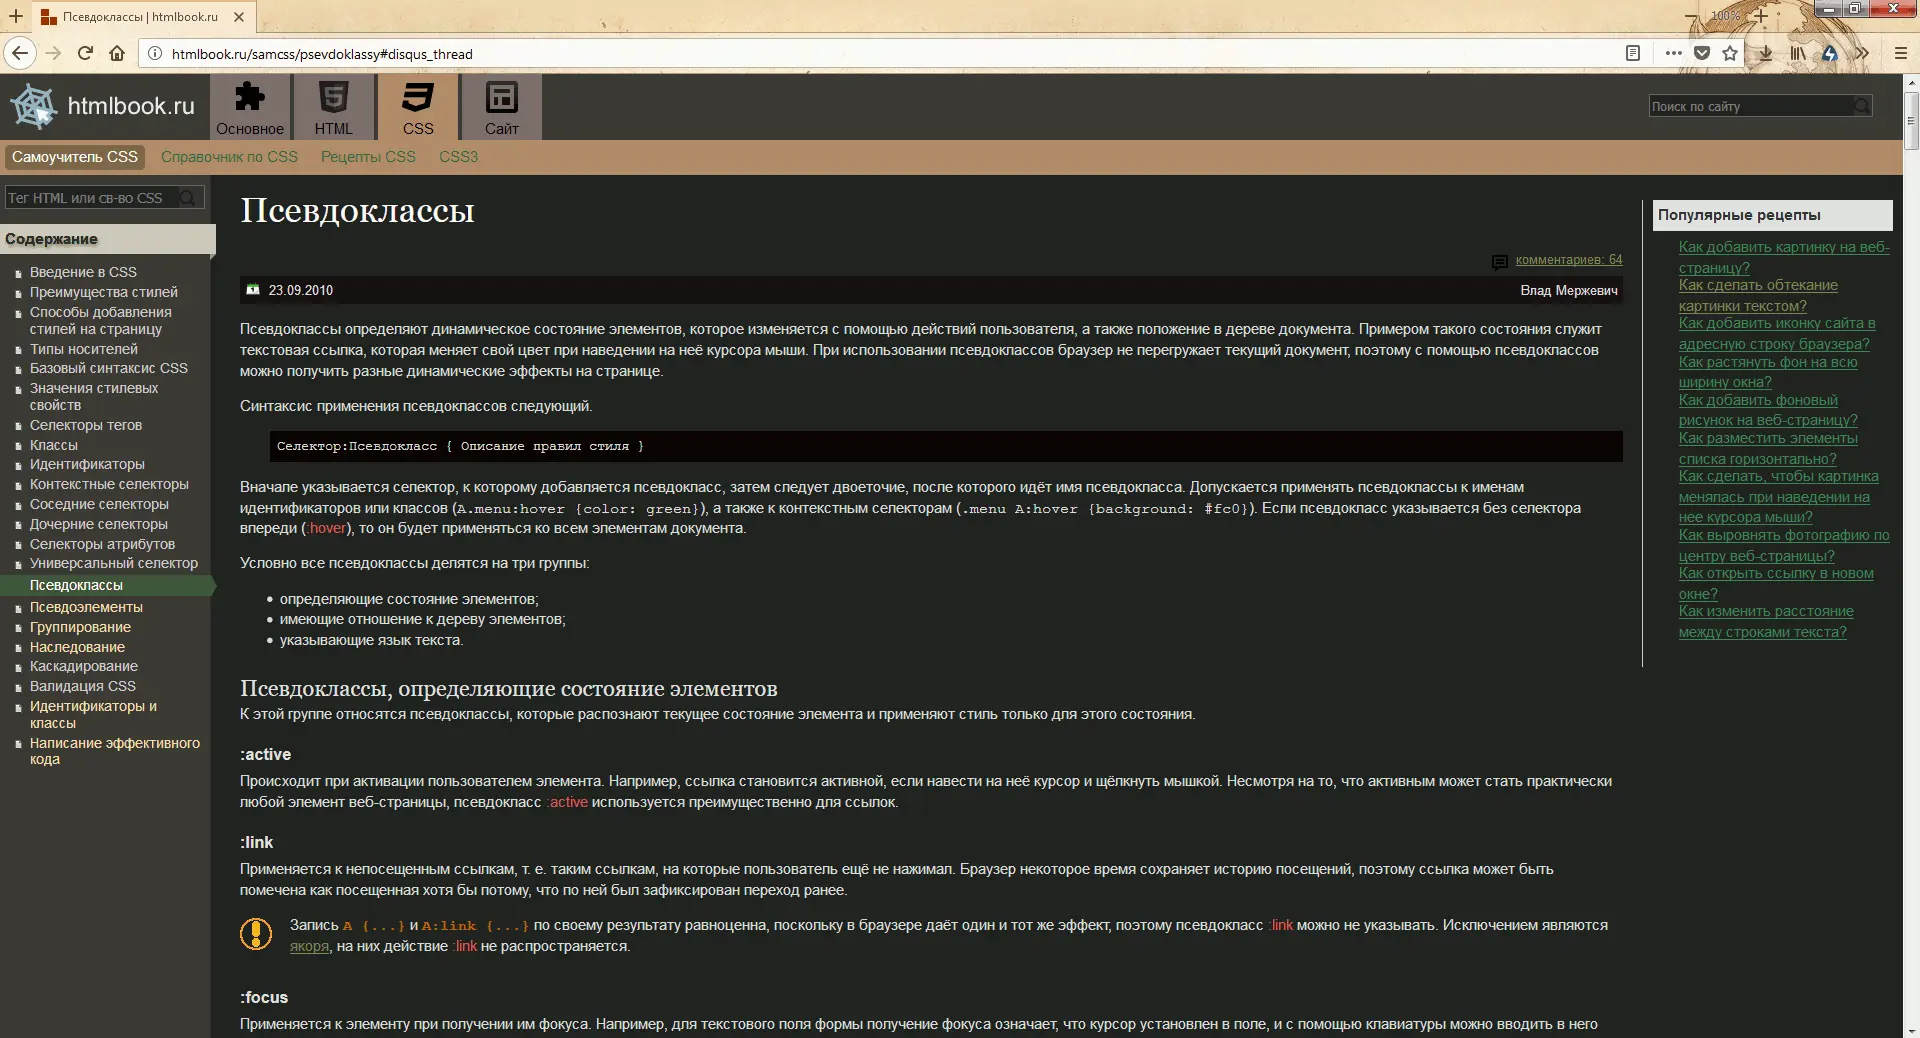 Псевдоклассы | htmlbook.ru
100%
htmlbook.ru/samcss/psevdoklassy#disqus_thread
htmlbook.ru
Основное
HTML
CSS
Сайт
Поиск по сайту
Самоучитель CSS
Справочник по CSS
Рецепты CSS
CSS3
Тег HTML или св-во CSS
Содержание
Введение в CSS
Преимущества стилей
Способы добавления
стилей на страницу
Типы носителей
Базовый синтаксис CSS
Значения стилевых
свойств
Селекторы тегов
Классы
Идентификаторы
Контекстные селекторы
Соседние селекторы
Дочерние селекторы
Селекторы атрибутов
Универсальный селектор
Псевдоклассы
Псевдоэлементы
Группирование
Наследование
Каскадирование
Валидация CSS
Идентификаторы и
классы
Написание эффективного
кода
Псевдоклассы
комментариев: 64
23.09.2010
Влад Мержевич
Псевдоклассы определяют динамическое состояние элементов, которое изменяется с помощью действий пользователя, а также положение в дереве документа. Примером такого состояния служит
текстовая ссылка, которая меняет свой цвет при наведении на неё курсора мыши. При использовании псевдоклассов браузер не перегружает текущий документ, поэтому с помощью псевдоклассов
можно получить разные динамические эффекты на странице.
Синтаксис применения псевдоклассов следующий.
Селектор:Псевдокласс { Описание правил стиля }
Вначале указывается селектор, к которому добавляется псевдокласс, затем следует двоеточие, после которого идёт имя псевдокласса. Допускается применять псевдоклассы к именам
идентификаторов или классов (A.menu:hover {color: green}), а также к контекстным селекторам (.menu A:hover {background: #fc0}). Если псевдокласс указывается без селектора
впереди (:hover), то он будет применяться ко всем элементам документа.
Условно все псевдоклассы делятся на три группы:
• определяющие состояние элементов;
• имеющие отношение к дереву элементов;
• указывающие язык текста.
Псевдоклассы, определяющие состояние элементов
К этой группе относятся псевдоклассы, которые распознают текущее состояние элемента и применяют стиль только для этого состояния.
:active
Происходит при активации пользователем элемента. Например, ссылка становится активной, если навести на неё курсор и щёлкнуть мышкой. Несмотря на то, что активным может стать практически
любой элемент веб-страницы, псевдокласс :active используется преимущественно для ссылок.
:link
Применяется к непосещенным ссылкам, т. е. таким ссылкам, на которые пользователь ещё не нажимал. Браузер некоторое время сохраняет историю посещений, поэтому ссылка может быть
помечена как посещенная хотя бы потому, что по ней был зафиксирован переход ранее.
Запись A {...} и A:link {...} по своему результату равноценна, поскольку в браузере даёт один и тот же эффект, поэтому псевдокласс :link можно не указывать. Исключением являются
якоря, на них действие :link не распространяется.
:focus
Применяется к элементу при получении им фокуса. Например, для текстового поля формы получение фокуса означает, что курсор установлен в поле, и с помощью клавиатуры можно вводить в него
Популярные рецепты
Как добавить картинку на веб-
страницу?
Как сделать обтекание
картинки текстом?
Как добавить иконку сайта в
адресную строку браузера?
Как растянуть фон на всю
ширину окна?
Как добавить фоновый
рисунок на веб-страницу?
Как разместить элементы
списка горизонтально?
Как сделать, чтобы картинка
менялась при наведении на
нее курсора мыши?
Как выровнять фотографию по
центру веб-страницы?
Как открыть ссылку в новом
окне?
Как изменить расстояние
между строками текста?